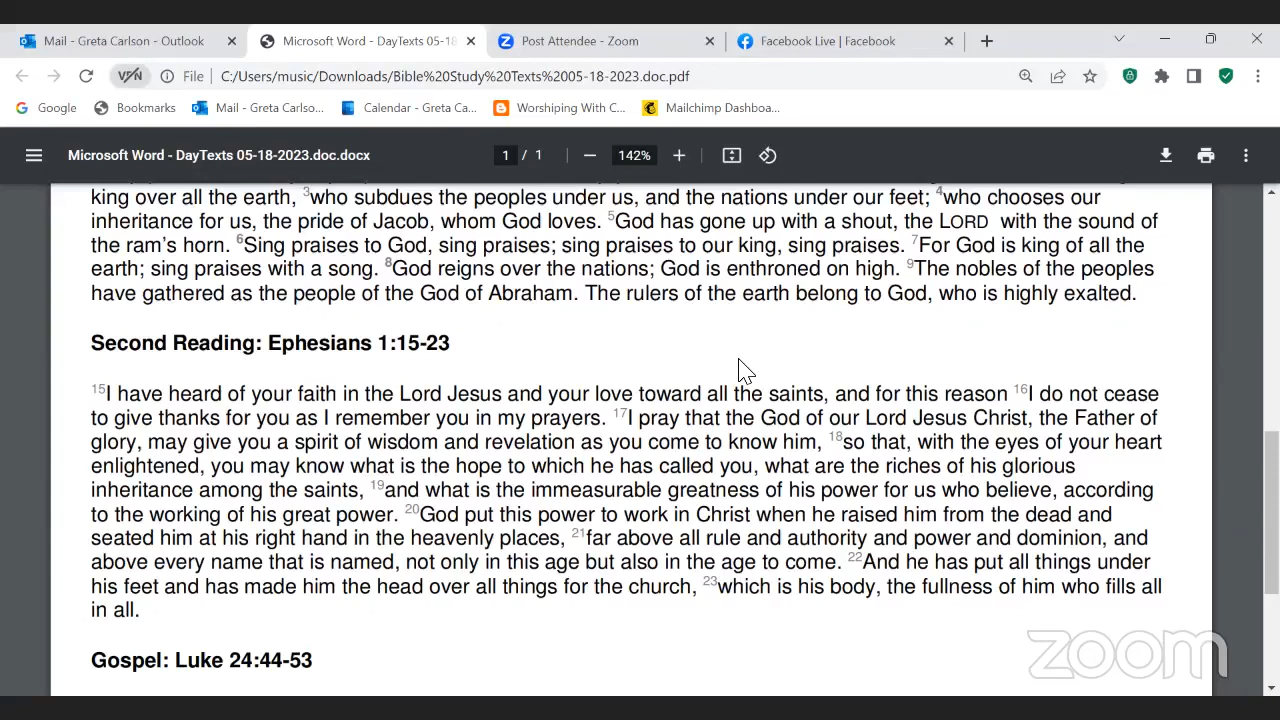 Mail - Greta Carlson - Outlook
Microsoft Word - DayTexts 05-18-
Post Attendee - Zoom
Facebook Live | Facebook
VPN
File
C:/Users/music/Downloads/Bible%20Study%20Texts%2005-18-2023.doc.pdf
Google
Bookmarks
Mail - Greta Carlso...
Calendar - Greta Ca...
Worshiping With C...
Mailchimp Dashboa...
Microsoft Word - DayTexts 05-18-2023.doc.docx
1 / 1
142%
king over all the earth, 3who subdues the peoples under us, and the nations under our feet; 4who chooses our
inheritance for us, the pride of Jacob, whom God loves. 5God has gone up with a shout, the LORD with the sound of
the ram's horn. 6Sing praises to God, sing praises; sing praises to our king, sing praises. 7For God is king of all the
earth; sing praises with a song. 8God reigns over the nations; God is enthroned on high. 9The nobles of the peoples
have gathered as the people of the God of Abraham. The rulers of the earth belong to God, who is highly exalted.
Second Reading: Ephesians 1:15-23
15I have heard of your faith in the Lord Jesus and your love toward all the saints, and for this reason 16I do not cease
to give thanks for you as I remember you in my prayers. 17I pray that the God of our Lord Jesus Christ, the Father of
glory, may give you a spirit of wisdom and revelation as you come to know him, 18so that, with the eyes of your heart
enlightened, you may know what is the hope to which he has called you, what are the riches of his glorious
inheritance among the saints, 19and what is the immeasurable greatness of his power for us who believe, according
to the working of his great power. 20God put this power to work in Christ when he raised him from the dead and
seated him at his right hand in the heavenly places, 21far above all rule and authority and power and dominion, and
above every name that is named, not only in this age but also in the age to come. 22And he has put all things under
his feet and has made him the head over all things for the church, 23which is his body, the fullness of him who fills all
in all.
Gospel: Luke 24:44-53
zoom